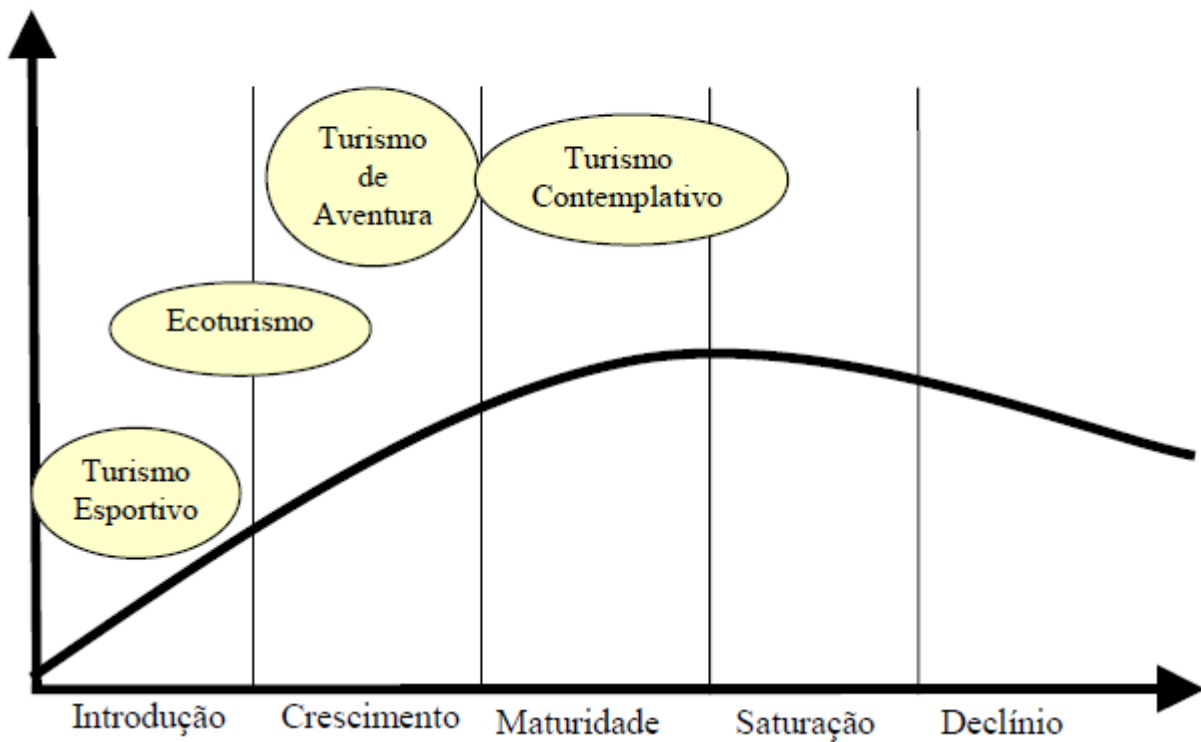 Turismo
de
Aventura
Turismo
Contemplativo
Ecoturismo
Turismo
Esportivo
Introdução
Crescimento
Maturidade
Saturação
Declínio